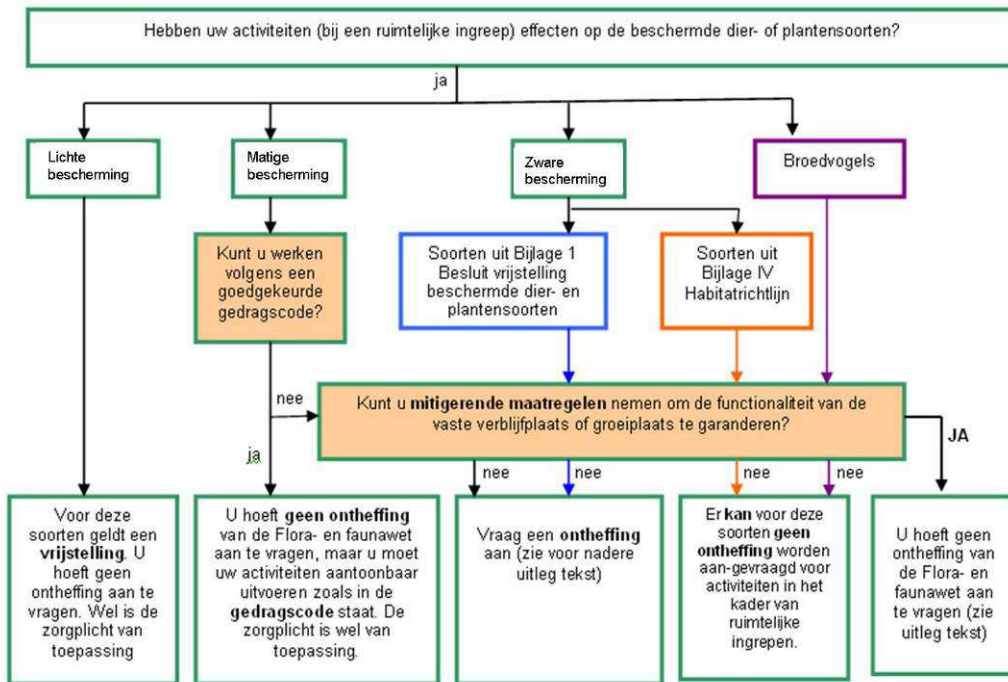 Hebben uw activiteiten (bij een ruimtelijke ingreep) effecten op de beschermde dier- of plantensoorten?
ja
Lichte
bescherming
Matige
bescherming
Zware
bescherming
Broedvogels
Kunt u werken
volgens een
goedgekeurde
gedragscode?
Soorten uit Bijlage 1
Besluit vrijstelling
beschermde dier- en
plantensoorten
Soorten uit
Bijlage IV
Habitatrichtlijn
nee
Kunt u mitigerende maatregelen nemen om de functionaliteit van de
vaste verblijfplaats of groeiplaats te garanderen?
JA
ja
nee
nee
nee
nee
Voor deze
soorten geldt een
vrijstelling. U
hoeft geen
ontheffing aan te
vragen. Wel is de
zorgplicht van
toepassing
U hoeft geen ontheffing
van de Flora- en faunawet
aan te vragen, maar u moet
uw activiteiten aantoonbaar
uitvoeren zoals in de
gedragscode staat. De
zorgplicht is wel van
toepassing.
Vraag een ontheffing
aan (zie voor nadere
uitleg tekst)
Er kan voor deze
soorten geen
ontheffing worden
aan-gevraagd voor
activiteiten in het
kader van
ruimtelijke
ingrepen.
U hoeft geen
ontheffing van
de Flora- en
faunawet aan
te vragen (zie
uitleg tekst)